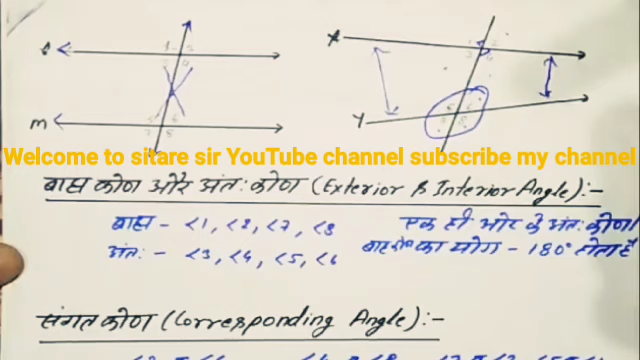 l
X
m
Y
Welcome to sitare sir YouTube channel subscribe my channel
बाह्य कोण और अंत: कोण (Exterior & Interior Angle) :-
बाह्य - <1, <2, <7, <8
एक ही ओर के अंत: कोण/
अंत: - <3, <4, <5, <6
का योग - 180° होता है
संगत कोण (Corresponding Angle) :-